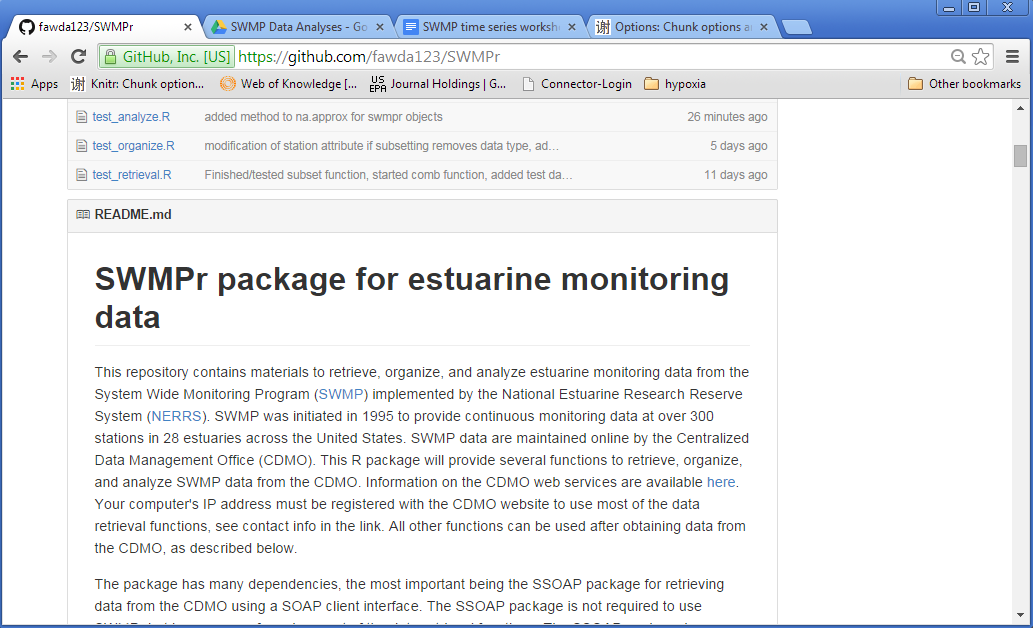 fawda123/SWMPr
SWMP Data Analyses - Go
SWMP time series worksh
谢 Options: Chunk options a
GitHub, Inc. [US] https://github.com/fawda123/SWMPr
Apps 谢 Knitr: Chunk option... Web of Knowledge [... US EPA Journal Holdings | G... Connector-Login hypoxia Other bookmarks
test_analyze.R added method to na.approx for swmpr objects 26 minutes ago
test_organize.R modification of station attribute if subsetting removes data type, ad… 5 days ago
test_retrieval.R Finished/tested subset function, started comb function, added test da… 11 days ago
README.md
SWMPr package for estuarine monitoring
data
This repository contains materials to retrieve, organize, and analyze estuarine monitoring data from the
System Wide Monitoring Program (SWMP) implemented by the National Estuarine Research Reserve
System (NERRS). SWMP was initiated in 1995 to provide continuous monitoring data at over 300
stations in 28 estuaries across the United States. SWMP data are maintained online by the Centralized
Data Management Office (CDMO). This R package will provide several functions to retrieve, organize,
and analyze SWMP data from the CDMO. Information on the CDMO web services are available here.
Your computer's IP address must be registered with the CDMO website to use most of the data
retrieval functions, see contact info in the link. All other functions can be used after obtaining data from
the CDMO, as described below.
The package has many dependencies, the most important being the SSOAP package for retrieving
data from the CDMO using a SOAP client interface. The SSOAP package is not required to use